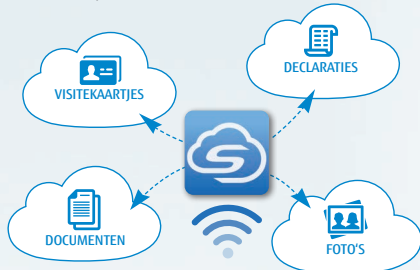 DECLARATIES
VISITEKAARTJES
S
DOCUMENTEN
FOTO'S